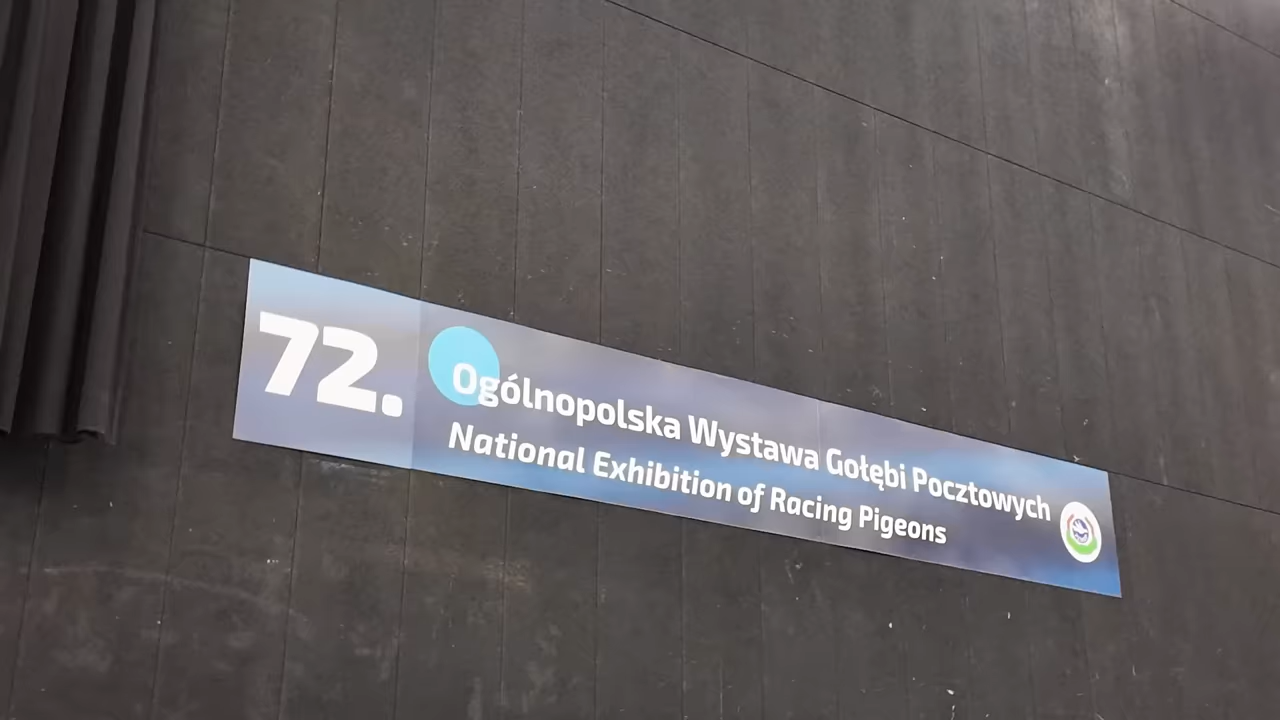 72.
Ogólnopolska Wystawa Gołębi Pocztowych
National Exhibition of Racing Pigeons